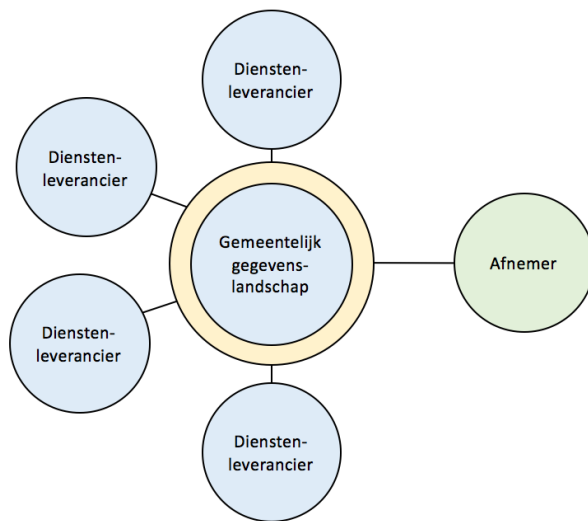 Diensten-
leverancier
Diensten-
leverancier
Gemeentelijk
gegevens-
landschap
Afnemer
Diensten-
leverancier
Diensten-
leverancier